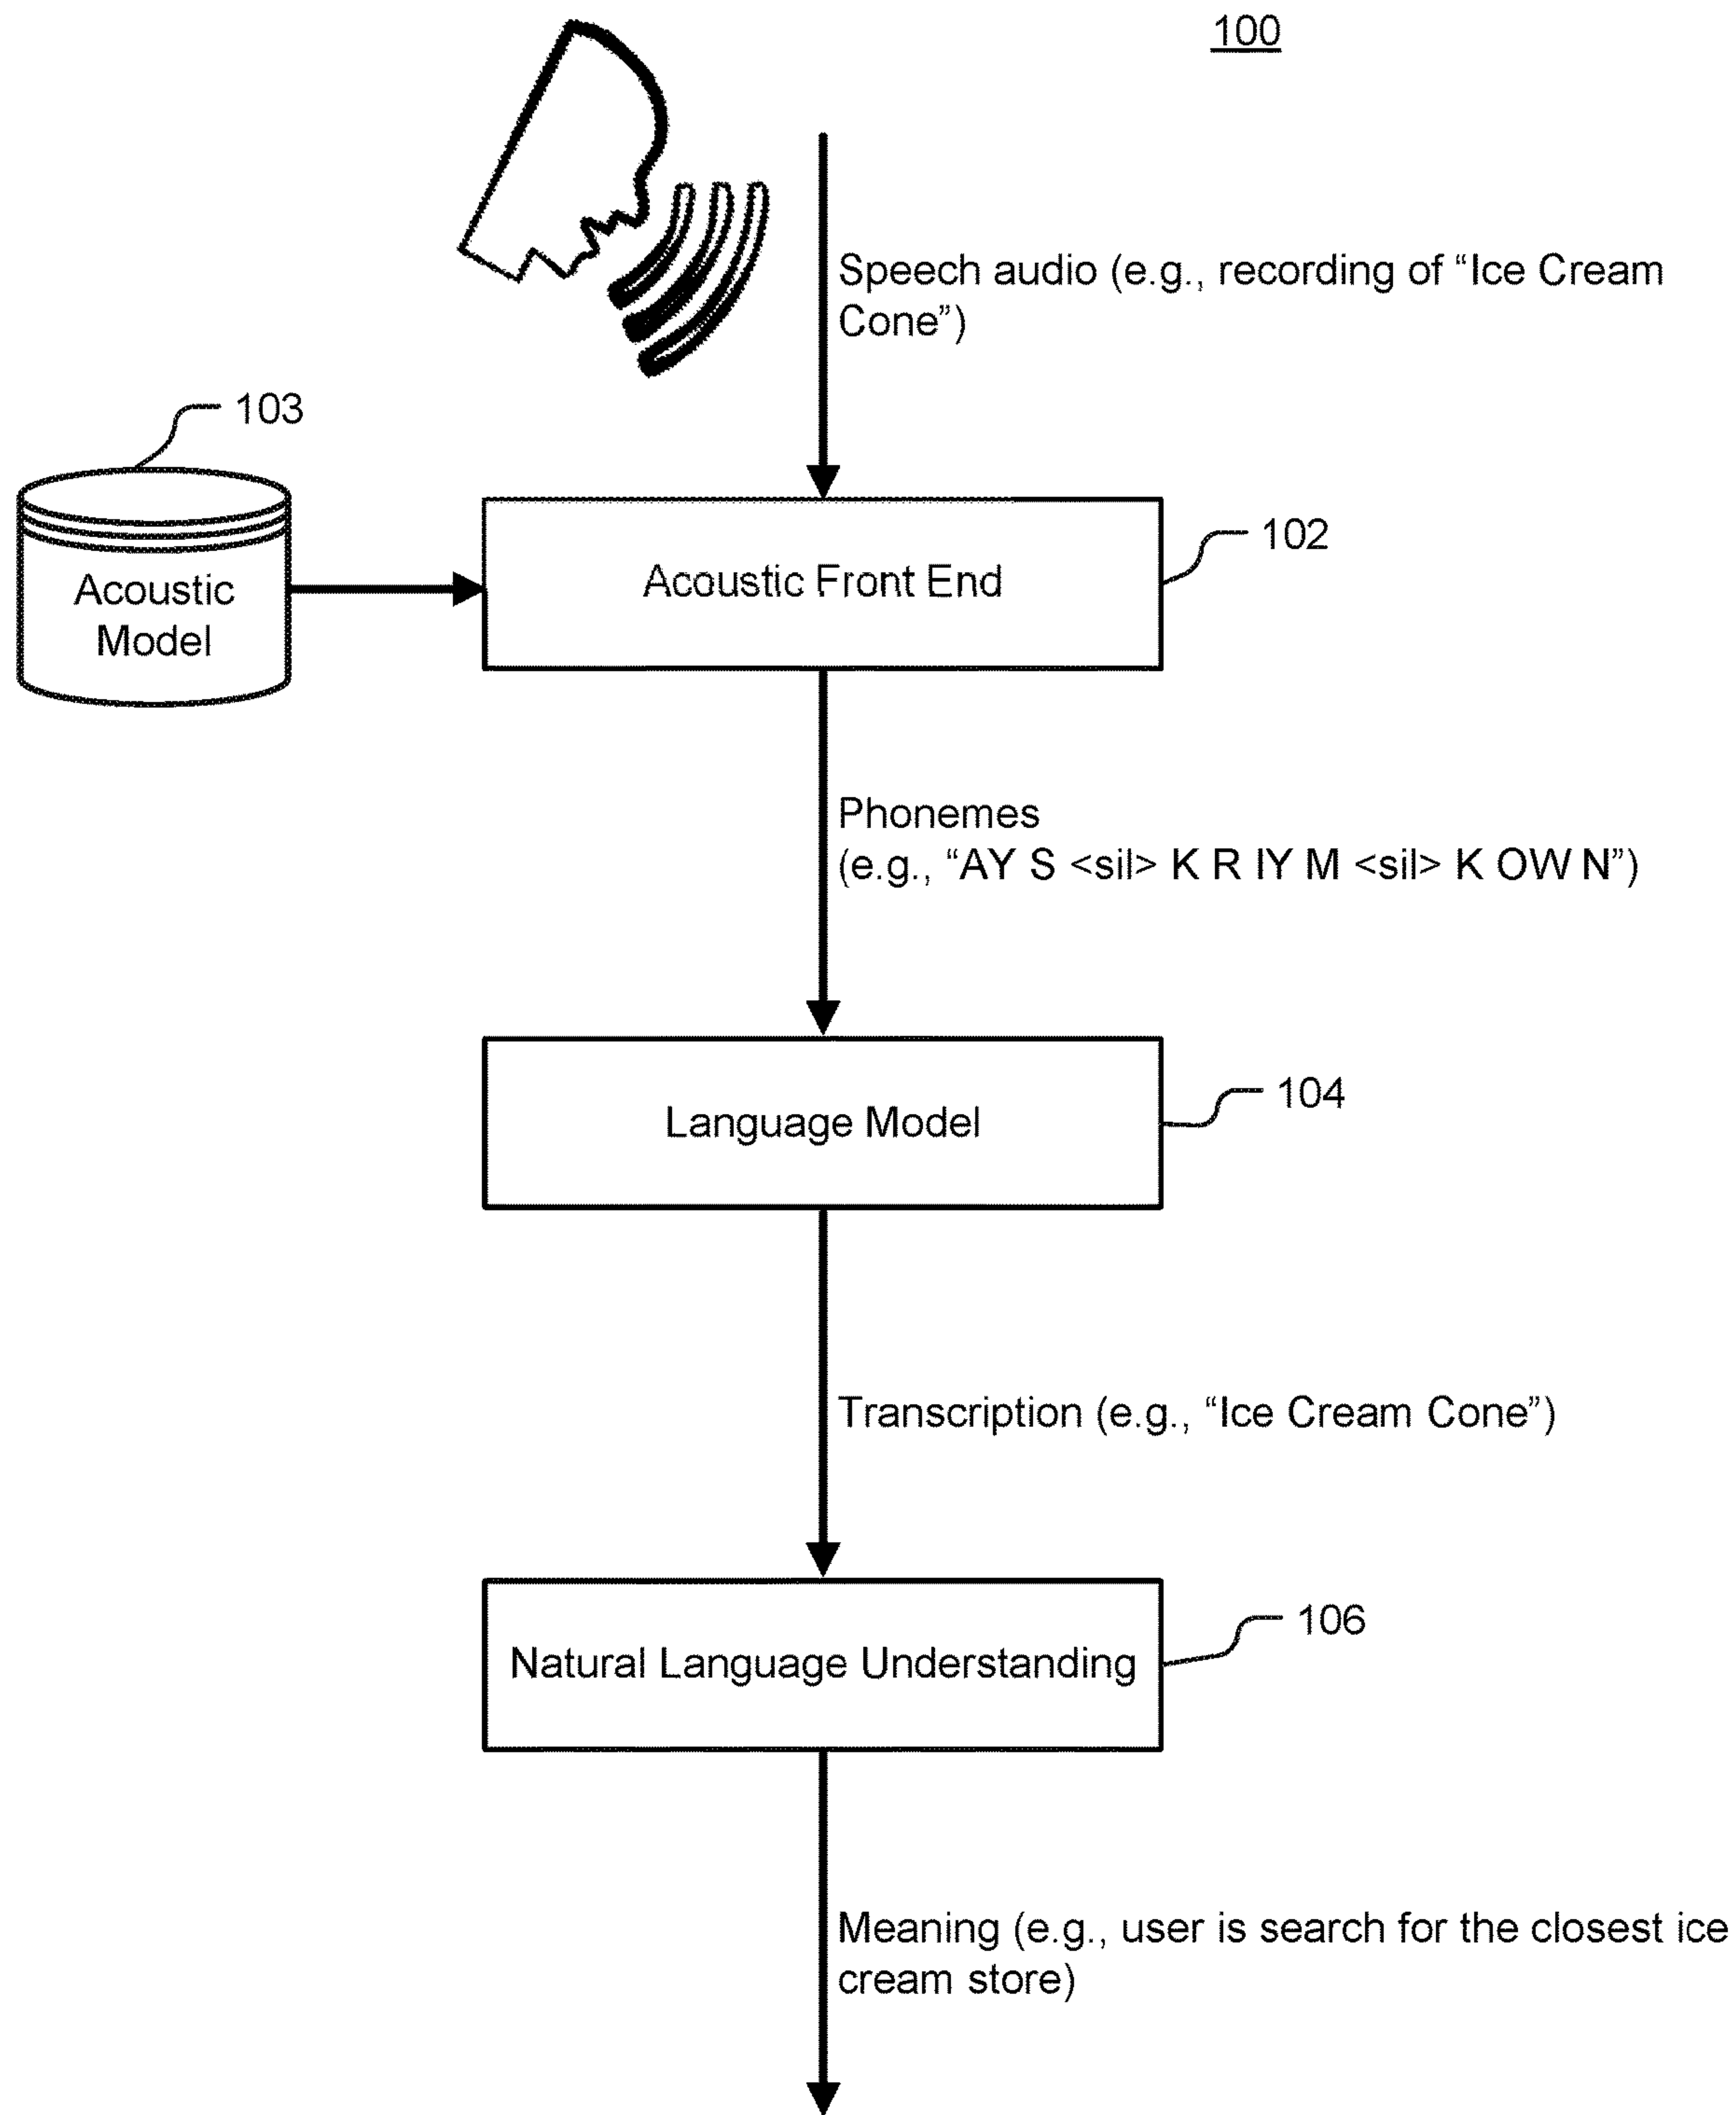 100
Speech audio (e.g., recording of “Ice Cream
Cone”)
103
102
Acoustic
Model
Acoustic Front End
Phonemes
(e.g., “AY S <sil> K R IY M <sil> K OW N”)
104
Language Model
Transcription (e.g., “Ice Cream Cone”)
106
Natural Language Understanding
Meaning (e.g., user is search for the closest ice
cream store)